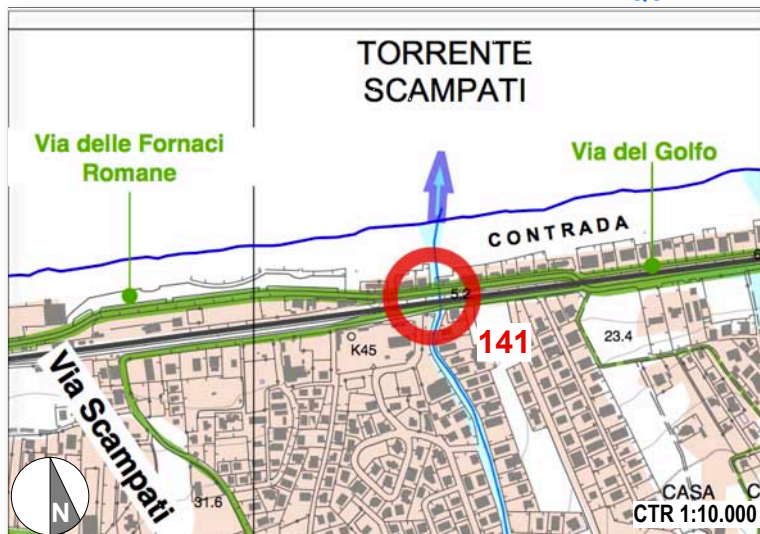 TORRENTE
SCAMPATI
Via delle Fornaci
Romane
Via del Golfo
CONTRADA
5.2
141
K45
23.4
Via Scampati
31.6
N
CASA C
CTR 1:10.000